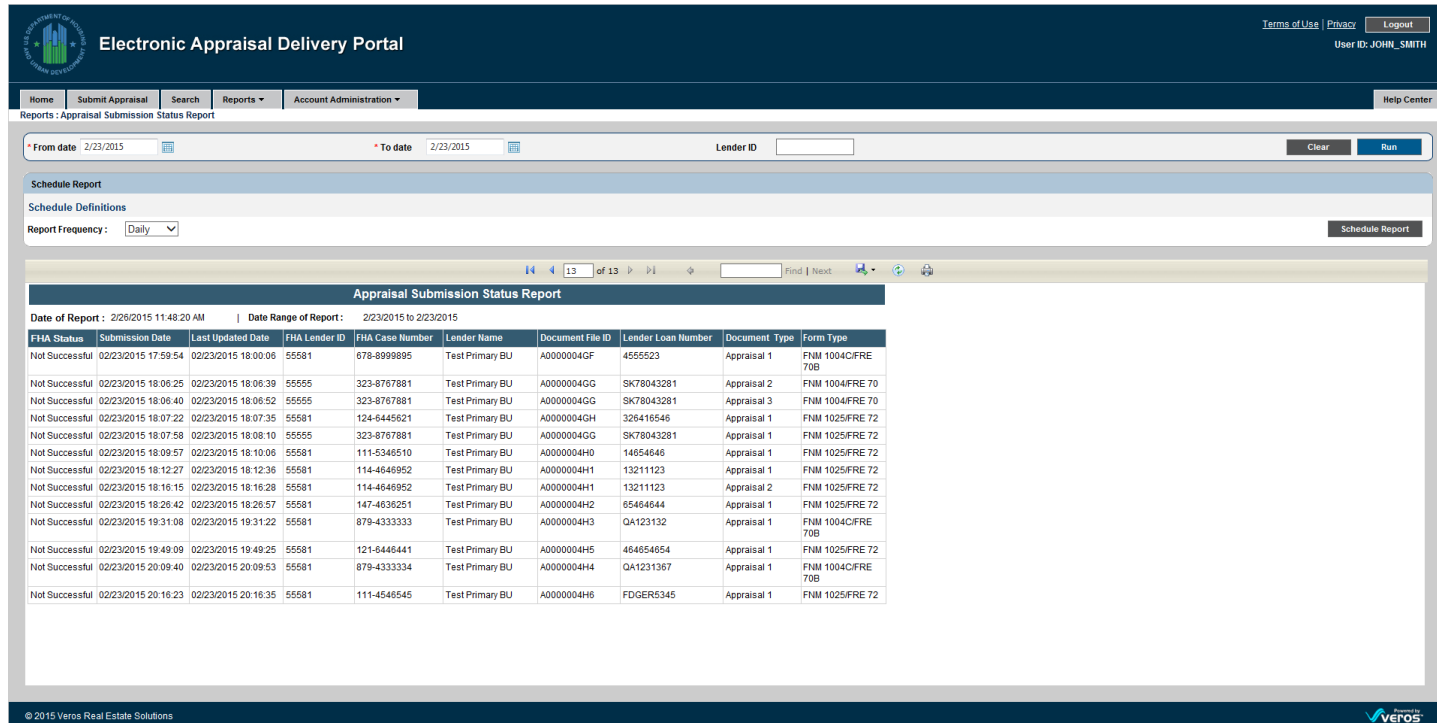 U.S. DEPARTMENT OF HOUSING AND URBAN DEVELOPMENT
Electronic Appraisal Delivery Portal
Terms of Use | Privacy Logout
User ID: JOHN_SMITH
Home Submit Appraisal Search Reports Account Administration Help Center
Reports : Appraisal Submission Status Report
* From date 2/23/2015 * To date 2/23/2015 Lender ID Clear Run
Schedule Report
Schedule Definitions
Report Frequency : Daily Schedule Report
13 of 13 Find | Next
Appraisal Submission Status Report
Date of Report : 2/26/2015 11:48:20 AM | Date Range of Report : 2/23/2015 to 2/23/2015
FHA Status Submission Date Last Updated Date FHA Lender ID FHA Case Number Lender Name Document File ID Lender Loan Number Document Type Form Type
Not Successful 02/23/2015 17:59:54 02/23/2015 18:00:06 55581 678-8999895 Test Primary BU A0000004GF 4555523 Appraisal 1 FNM 1004C/FRE
70B
Not Successful 02/23/2015 18:06:25 02/23/2015 18:06:39 55555 323-8767881 Test Primary BU A0000004GG SK78043281 Appraisal 2 FNM 1004/FRE 70
Not Successful 02/23/2015 18:06:40 02/23/2015 18:06:52 55555 323-8767881 Test Primary BU A0000004GG SK78043281 Appraisal 3 FNM 1004/FRE 70
Not Successful 02/23/2015 18:07:22 02/23/2015 18:07:35 55581 124-6445621 Test Primary BU A0000004GH 326416546 Appraisal 1 FNM 1025/FRE 72
Not Successful 02/23/2015 18:07:58 02/23/2015 18:08:10 55555 323-8767881 Test Primary BU A0000004GG SK78043281 Appraisal 1 FNM 1025/FRE 72
Not Successful 02/23/2015 18:09:57 02/23/2015 18:10:06 55581 111-5346510 Test Primary BU A0000004H0 14654646 Appraisal 1 FNM 1025/FRE 72
Not Successful 02/23/2015 18:12:27 02/23/2015 18:12:36 55581 114-4646952 Test Primary BU A0000004H1 13211123 Appraisal 1 FNM 1025/FRE 72
Not Successful 02/23/2015 18:16:15 02/23/2015 18:16:28 55581 114-4646952 Test Primary BU A0000004H1 13211123 Appraisal 2 FNM 1025/FRE 72
Not Successful 02/23/2015 18:26:42 02/23/2015 18:26:57 55581 147-4636251 Test Primary BU A0000004H2 65464644 Appraisal 1 FNM 1025/FRE 72
Not Successful 02/23/2015 19:31:08 02/23/2015 19:31:22 55581 879-4333333 Test Primary BU A0000004H3 QA123132 Appraisal 1 FNM 1004C/FRE
70B
Not Successful 02/23/2015 19:49:09 02/23/2015 19:49:25 55581 121-6446441 Test Primary BU A0000004H5 464654654 Appraisal 1 FNM 1025/FRE 72
Not Successful 02/23/2015 20:09:40 02/23/2015 20:09:53 55581 879-4333334 Test Primary BU A0000004H4 QA1231367 Appraisal 1 FNM 1004C/FRE
70B
Not Successful 02/23/2015 20:16:23 02/23/2015 20:16:35 55581 111-4546545 Test Primary BU A0000004H6 FDGER5345 Appraisal 1 FNM 1025/FRE 72
© 2015 Veros Real Estate Solutions
Powered by
veros